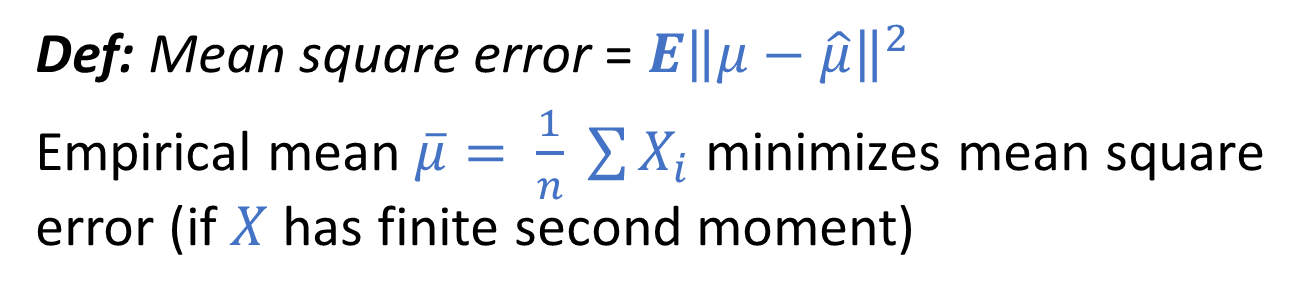 Def: Mean square error = E‖μ − μ̂‖²
Empirical mean μ̄ = 1/n ∑ Xᵢ minimizes mean square
error (if X has finite second moment)